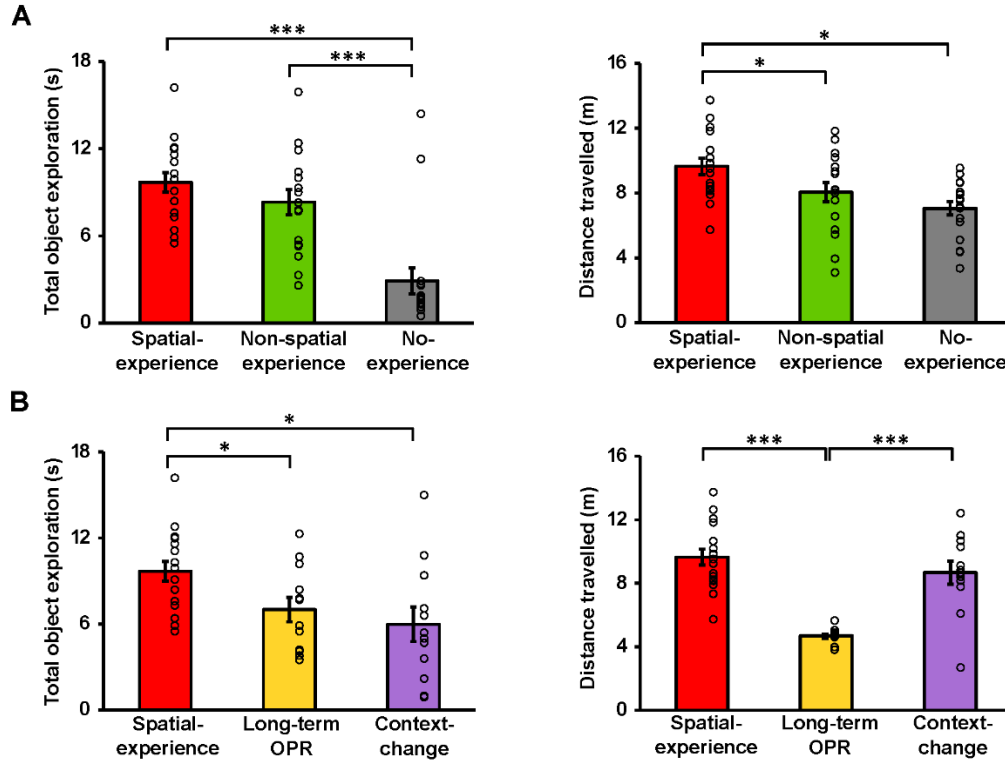 A
***
***
18
12
6
0
Total object exploration (s)
Spatial-
experience
Non-spatial
experience
No-
experience
*
*
16
12
8
4
0
Distance travelled (m)
Spatial-
experience
Non-spatial
experience
No-
experience
B
*
*
18
12
6
0
Total object exploration (s)
Spatial-
experience
Long-term
OPR
Context-
change
***
***
16
12
8
4
0
Distance travelled (m)
Spatial-
experience
Long-term
OPR
Context-
change